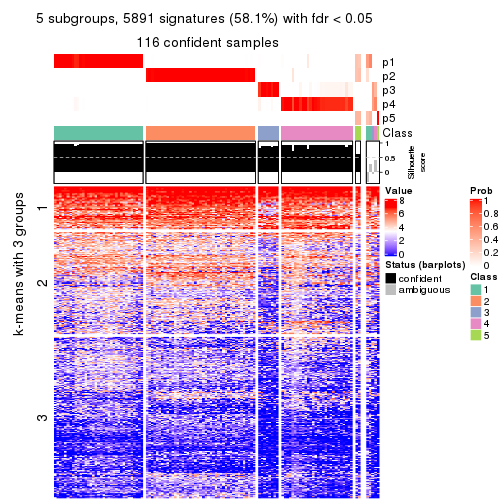 5 subgroups, 5891 signatures (58.1%) with fdr < 0.05
116 confident samples
p1
p2
p3
p4
p5
Class
1
0.5
0
Silhouette
score
k-means with 3 groups
1
2
3
Value
8
6
4
2
0
Status (barplots)
confident
ambiguous
Prob
1
0.8
0.6
0.4
0.2
0
Class
1
2
3
4
5